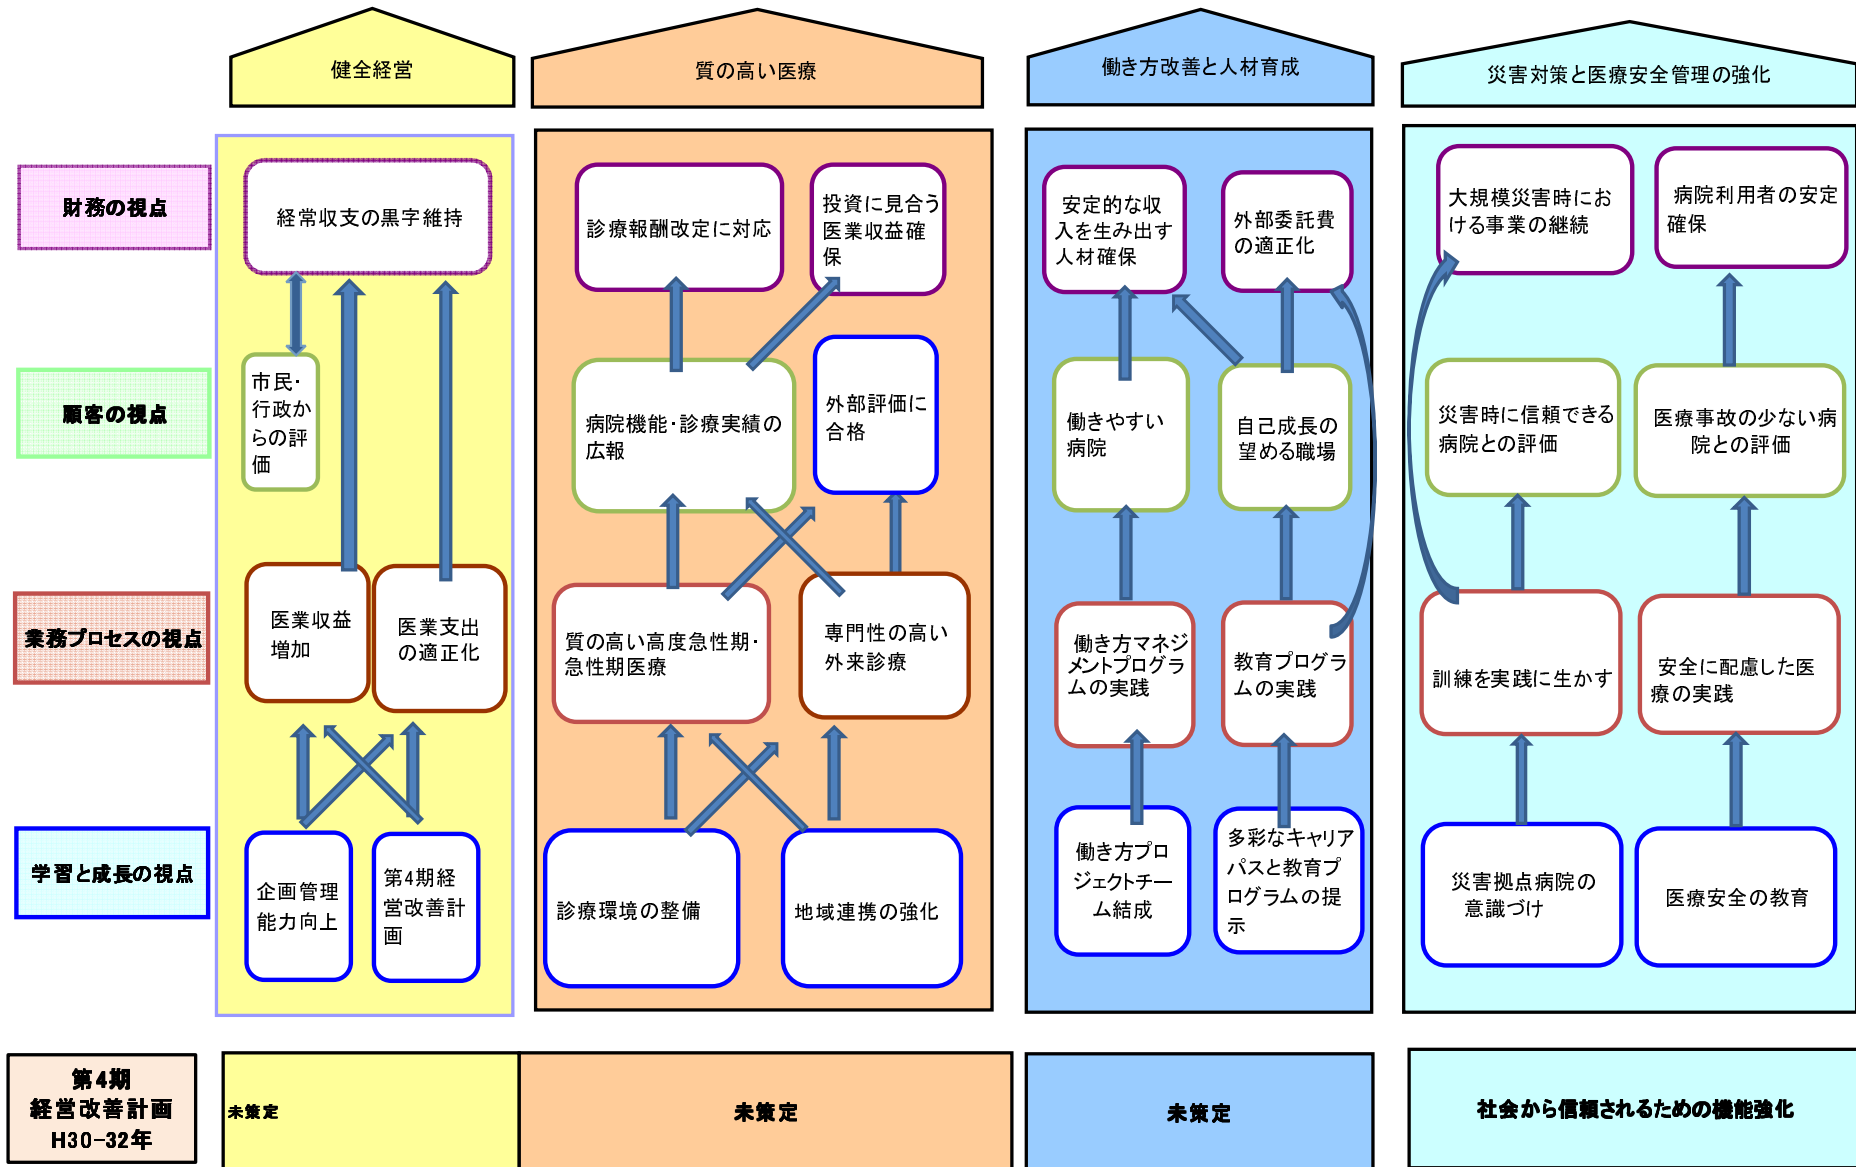 健全経営
質の高い医療
働き方改善と人材育成
災害対策と医療安全管理の強化
財務の視点
経常収支の黒字維持
診療報酬改定に対応
投資に見合う
医業収益確
保
安定的な収
入を生み出す
人材確保
外部委託費
の適正化
大規模災害時にお
ける事業の継続
病院利用者の安定
確保
顧客の視点
市民・
行政か
らの評
価
病院機能・診療実績の
広報
外部評価に
合格
働きやすい
病院
自己成長の
望める職場
災害時に信頼できる
病院との評価
医療事故の少ない病
院との評価
業務プロセスの視点
医業収益
増加
医業支出
の適正化
質の高い高度急性期・
急性期医療
専門性の高い
外来診療
働き方マネジ
メントプログラ
ムの実践
教育プログラ
ムの実践
訓練を実践に生かす
安全に配慮した医
療の実践
学習と成長の視点
企画管理
能力向上
第4期経
営改善計
画
診療環境の整備
地域連携の強化
働き方プロ
ジェクトチー
ム結成
多彩なキャリア
パスと教育プ
ログラムの提
示
災害拠点病院の
意識づけ
医療安全の教育
第4期
経営改善計画
H30-32年
未策定
未策定
未策定
社会から信頼されるための機能強化